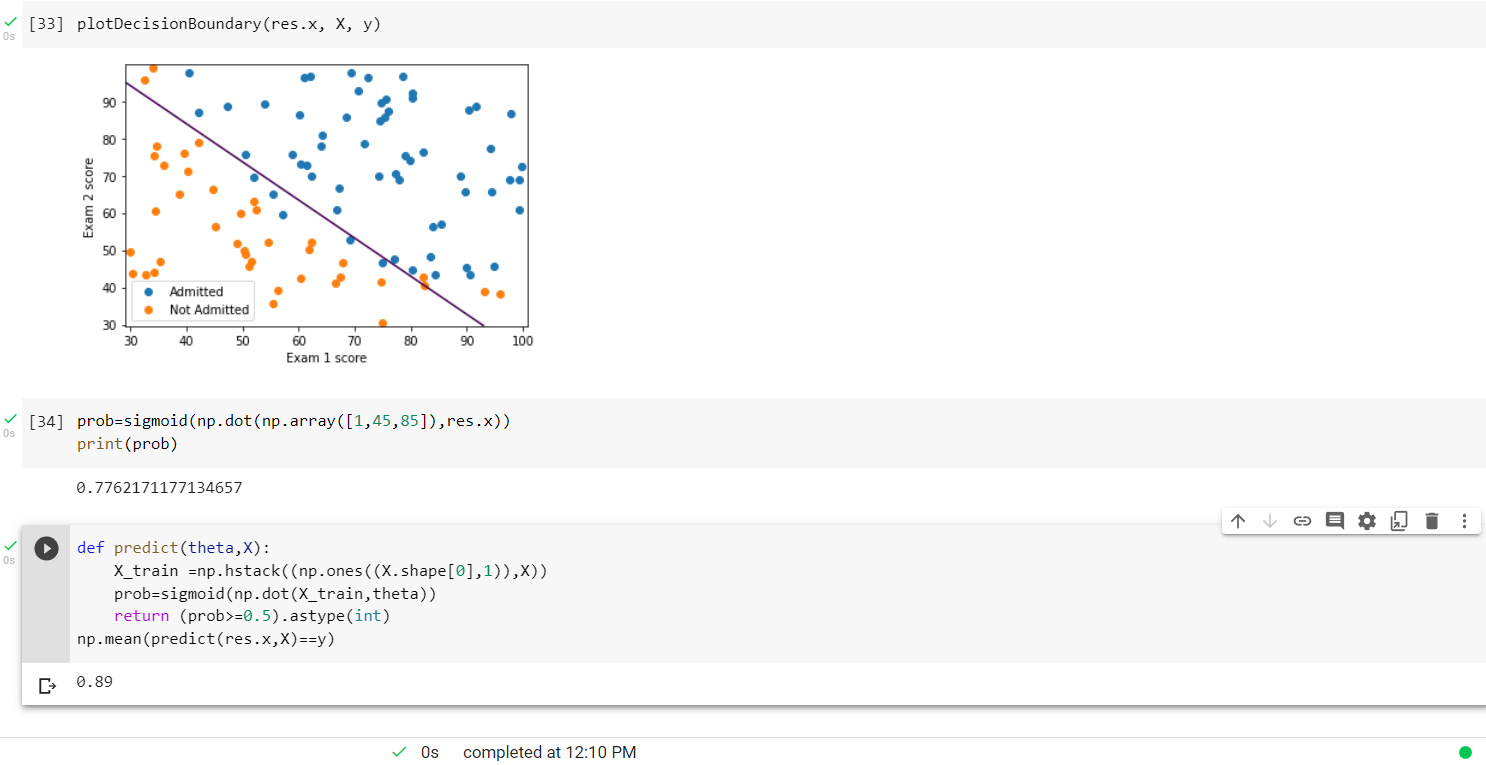 [33] plotDecisionBoundary(res.x, X, y)
0s
90
80
70
60
50
40
30
Exam 2 score
Admitted
Not Admitted
30 40 50 60 70 80 90 100
Exam 1 score
[34] prob=sigmoid(np.dot(np.array([1,45,85]),res.x))
0s
print(prob)
0.7762171177134657
def predict(theta,X):
0s
X_train =np.hstack((np.ones((X.shape[0],1)),X))
prob=sigmoid(np.dot(X_train,theta))
return (prob>=0.5).astype(int)
np.mean(predict(res.x,X)==y)
0.89
0s completed at 12:10 PM